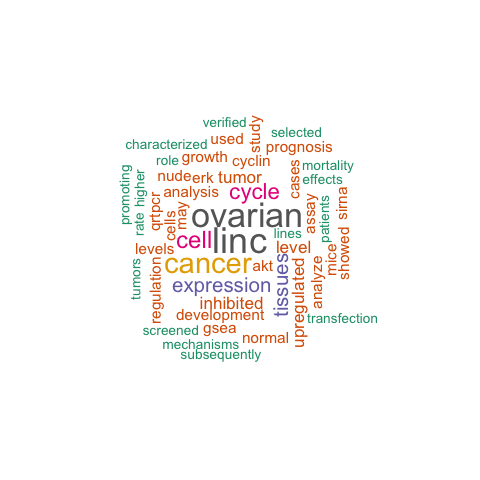 verified
study
selected
used
characterized
prognosis
role
growth
cyclin
cases
mortality
nude
erk
tumor
effects
promoting
higher
analysis
cycle
patients
sirna
qrtpcr
may
ovarian
assay
rate
cells
cell
linc
lines
level
levels
showed
mice
cancer
akt
tissues
analyze
tumors
regulation
expression
upregulated
inhibited
development
transfection
screened
gsea
normal
mechanisms
subsequently